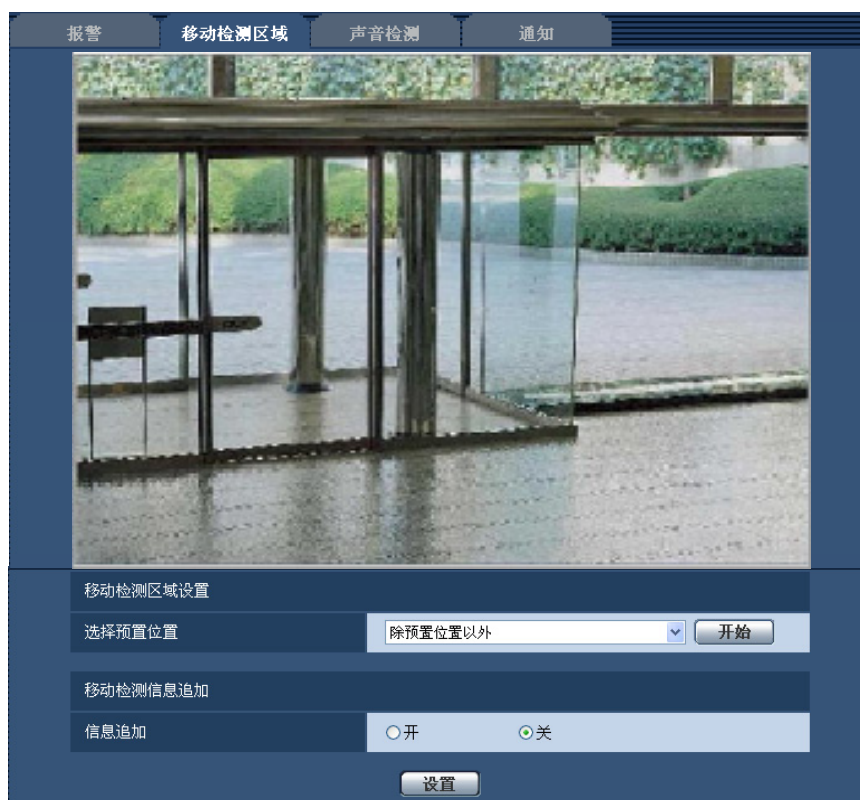 报警 移动检测区域 声音检测 通知
移动检测区域设置
选择预置位置 除预置位置以外 开始
移动检测信息追加
信息追加 开 关
设置